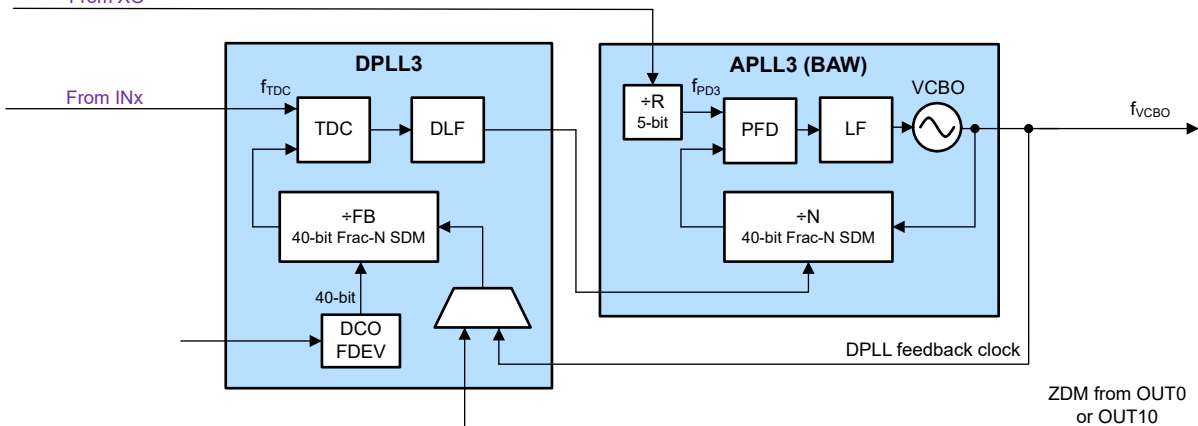 DPLL3
APLL3 (BAW)
From INx
fTDC
TDC
DLF
÷R
5-bit
fPD3
PFD
LF
VCBO
fVCBO
÷FB
40-bit Frac-N SDM
÷N
40-bit Frac-N SDM
40-bit
DCO
FDEV
DPLL feedback clock
ZDM from OUT0
or OUT10